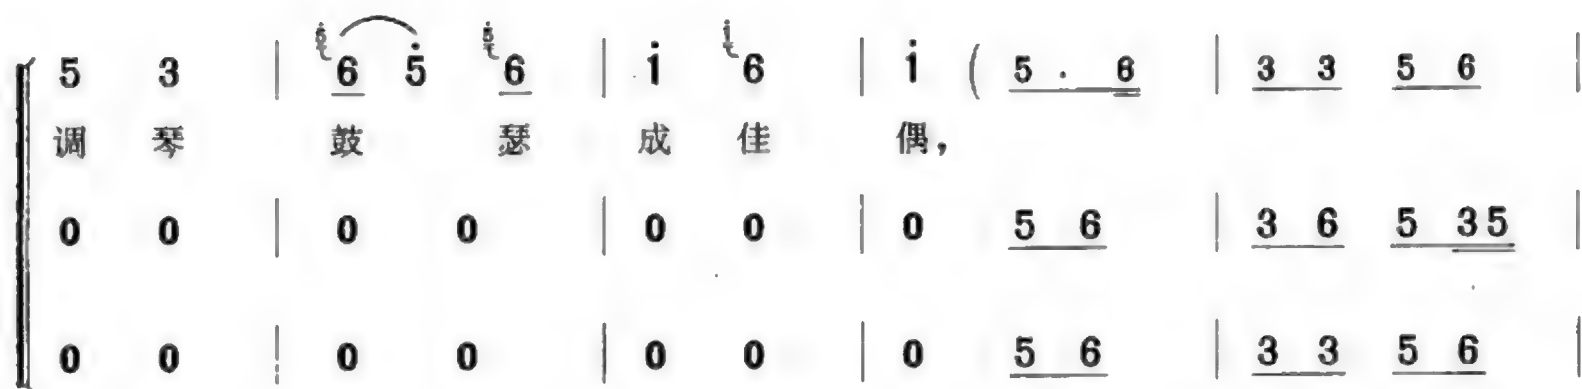 5 3 | 6 5̇ 6 | i 6 | i ( 5 . 6 | 3 3 5 6 |
调 琴 鼓 瑟 成 佳 偶，
0 0 | 0 0 | 0 0 | 0 5 6 | 3 6 5 35 |
0 0 | 0 0 | 0 0 | 0 5 6 | 3 3 5 6 |